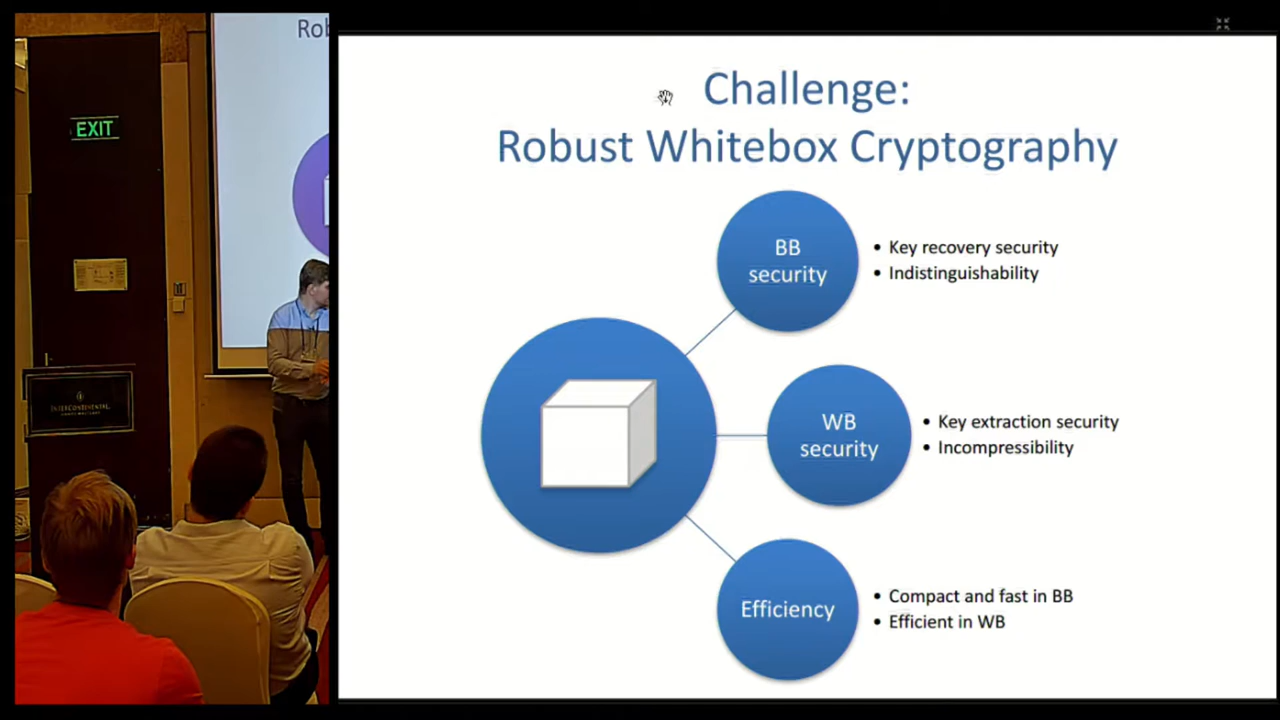 EXIT
INTERCONTINENTAL
Rob
Challenge:
Robust Whitebox Cryptography
BB
security
• Key recovery security
• Indistinguishability
WB
security
• Key extraction security
• Incompressibility
Efficiency
• Compact and fast in BB
• Efficient in WB